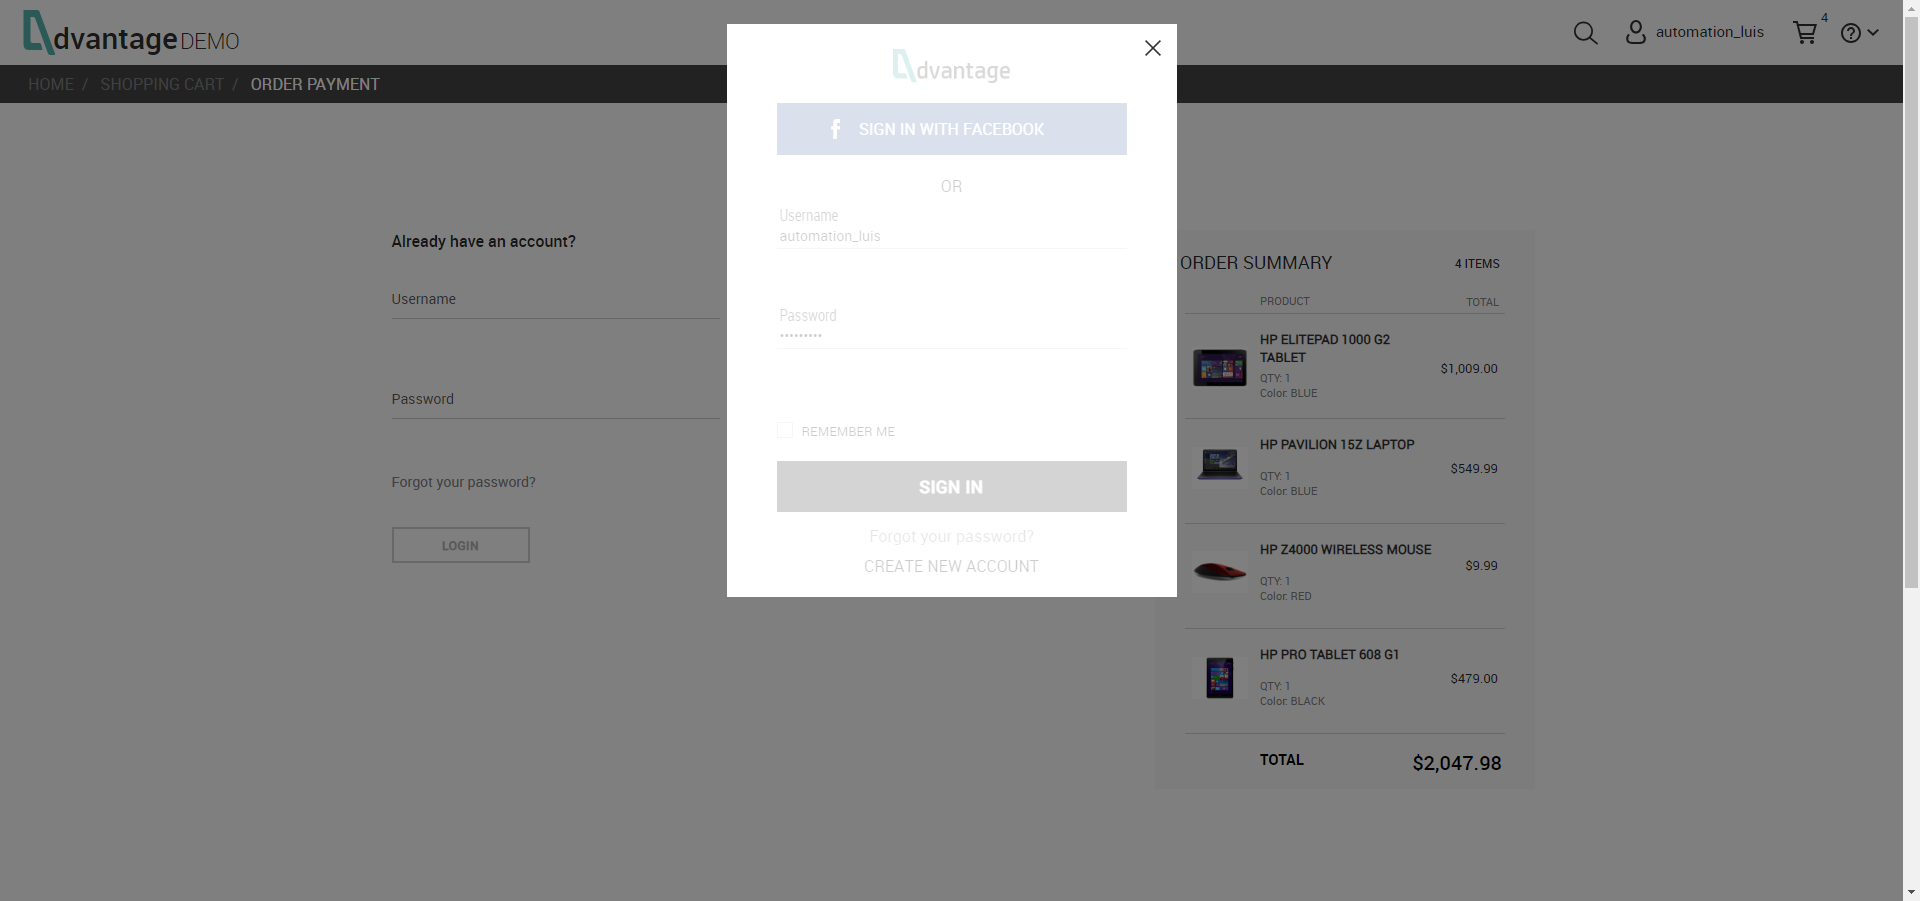 dvantage DEMO
automation_luis
4
HOME / SHOPPING CART / ORDER PAYMENT
dvantage
SIGN IN WITH FACEBOOK
OR
Username
automation_luis
Password
•••••••••
REMEMBER ME
SIGN IN
Forgot your password?
CREATE NEW ACCOUNT
Already have an account?
Username
Password
Forgot your password?
LOGIN
ORDER SUMMARY
4 ITEMS
PRODUCT
TOTAL
HP ELITEPAD 1000 G2
TABLET
QTY: 1
Color: BLUE
$1,009.00
HP PAVILION 15Z LAPTOP
QTY: 1
Color: BLUE
$549.99
HP Z4000 WIRELESS MOUSE
QTY: 1
Color: RED
$9.99
HP PRO TABLET 608 G1
QTY: 1
Color: BLACK
$479.00
TOTAL
$2,047.98